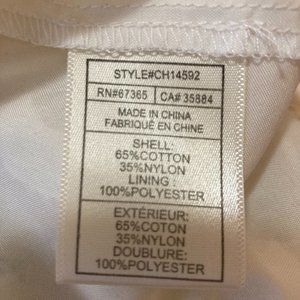 STYLE#CH14592
RN#67365 CA# 35884
MADE IN CHINA
FABRIQUÉ EN CHINE
SHELL:
65%COTTON
35%NYLON
LINING
100%POLYESTER
EXTERIEUR:
65%COTON
35%NYLON
DOUBLURE:
100%POLYESTER